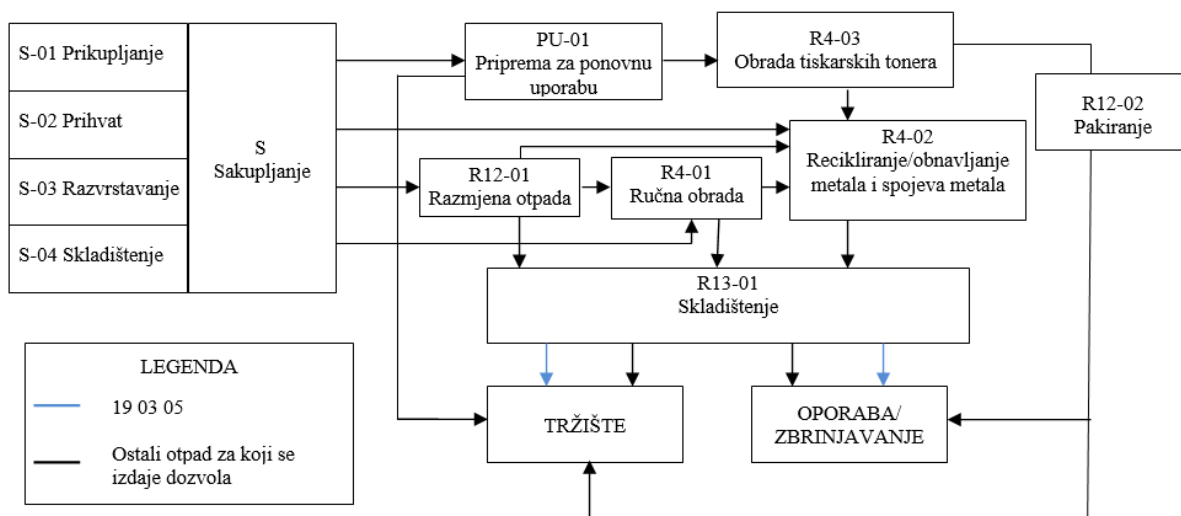 S-01 Prikupljanje
S-02 Prihvat
S-03 Razvrstavanje
S-04 Skladištenje
S
Sakupljanje
PU-01
Priprema za ponovnu
uporabu
R4-03
Obrada tiskarskih tonera
R12-02
Pakiranje
R12-01
Razmjena otpada
R4-01
Ručna obrada
R4-02
Recikliranje/obnavljanje
metala i spojeva metala
R13-01
Skladištenje
TRŽIŠTE
OPORABA/
ZBRINJAVANJE
LEGENDA
19 03 05
Ostali otpad za koji se
izdaje dozvola